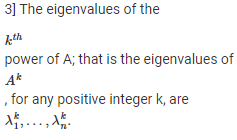 3] The eigenvalues of the
kᵗʰ
power of A; that is the eigenvalues of
Aᵏ
, for any positive integer k, are
λ₁ᵏ, . . . , λₙᵏ.